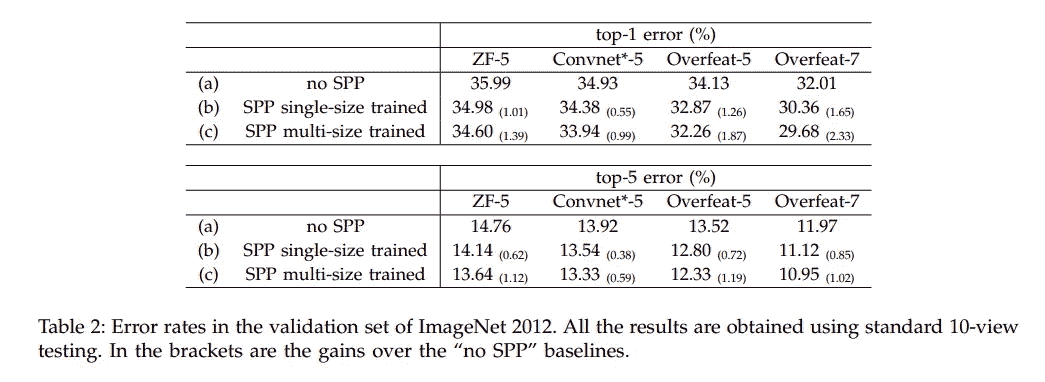 top-1 error (%)
ZF-5 Convnet*-5 Overfeat-5 Overfeat-7
(a) no SPP 35.99 34.93 34.13 32.01
(b) SPP single-size trained 34.98 (1.01) 34.38 (0.55) 32.87 (1.26) 30.36 (1.65)
(c) SPP multi-size trained 34.60 (1.39) 33.94 (0.99) 32.26 (1.87) 29.68 (2.33)
top-5 error (%)
ZF-5 Convnet*-5 Overfeat-5 Overfeat-7
(a) no SPP 14.76 13.92 13.52 11.97
(b) SPP single-size trained 14.14 (0.62) 13.54 (0.38) 12.80 (0.72) 11.12 (0.85)
(c) SPP multi-size trained 13.64 (1.12) 13.33 (0.59) 12.33 (1.19) 10.95 (1.02)
Table 2: Error rates in the validation set of ImageNet 2012. All the results are obtained using standard 10-view
testing. In the brackets are the gains over the “no SPP” baselines.